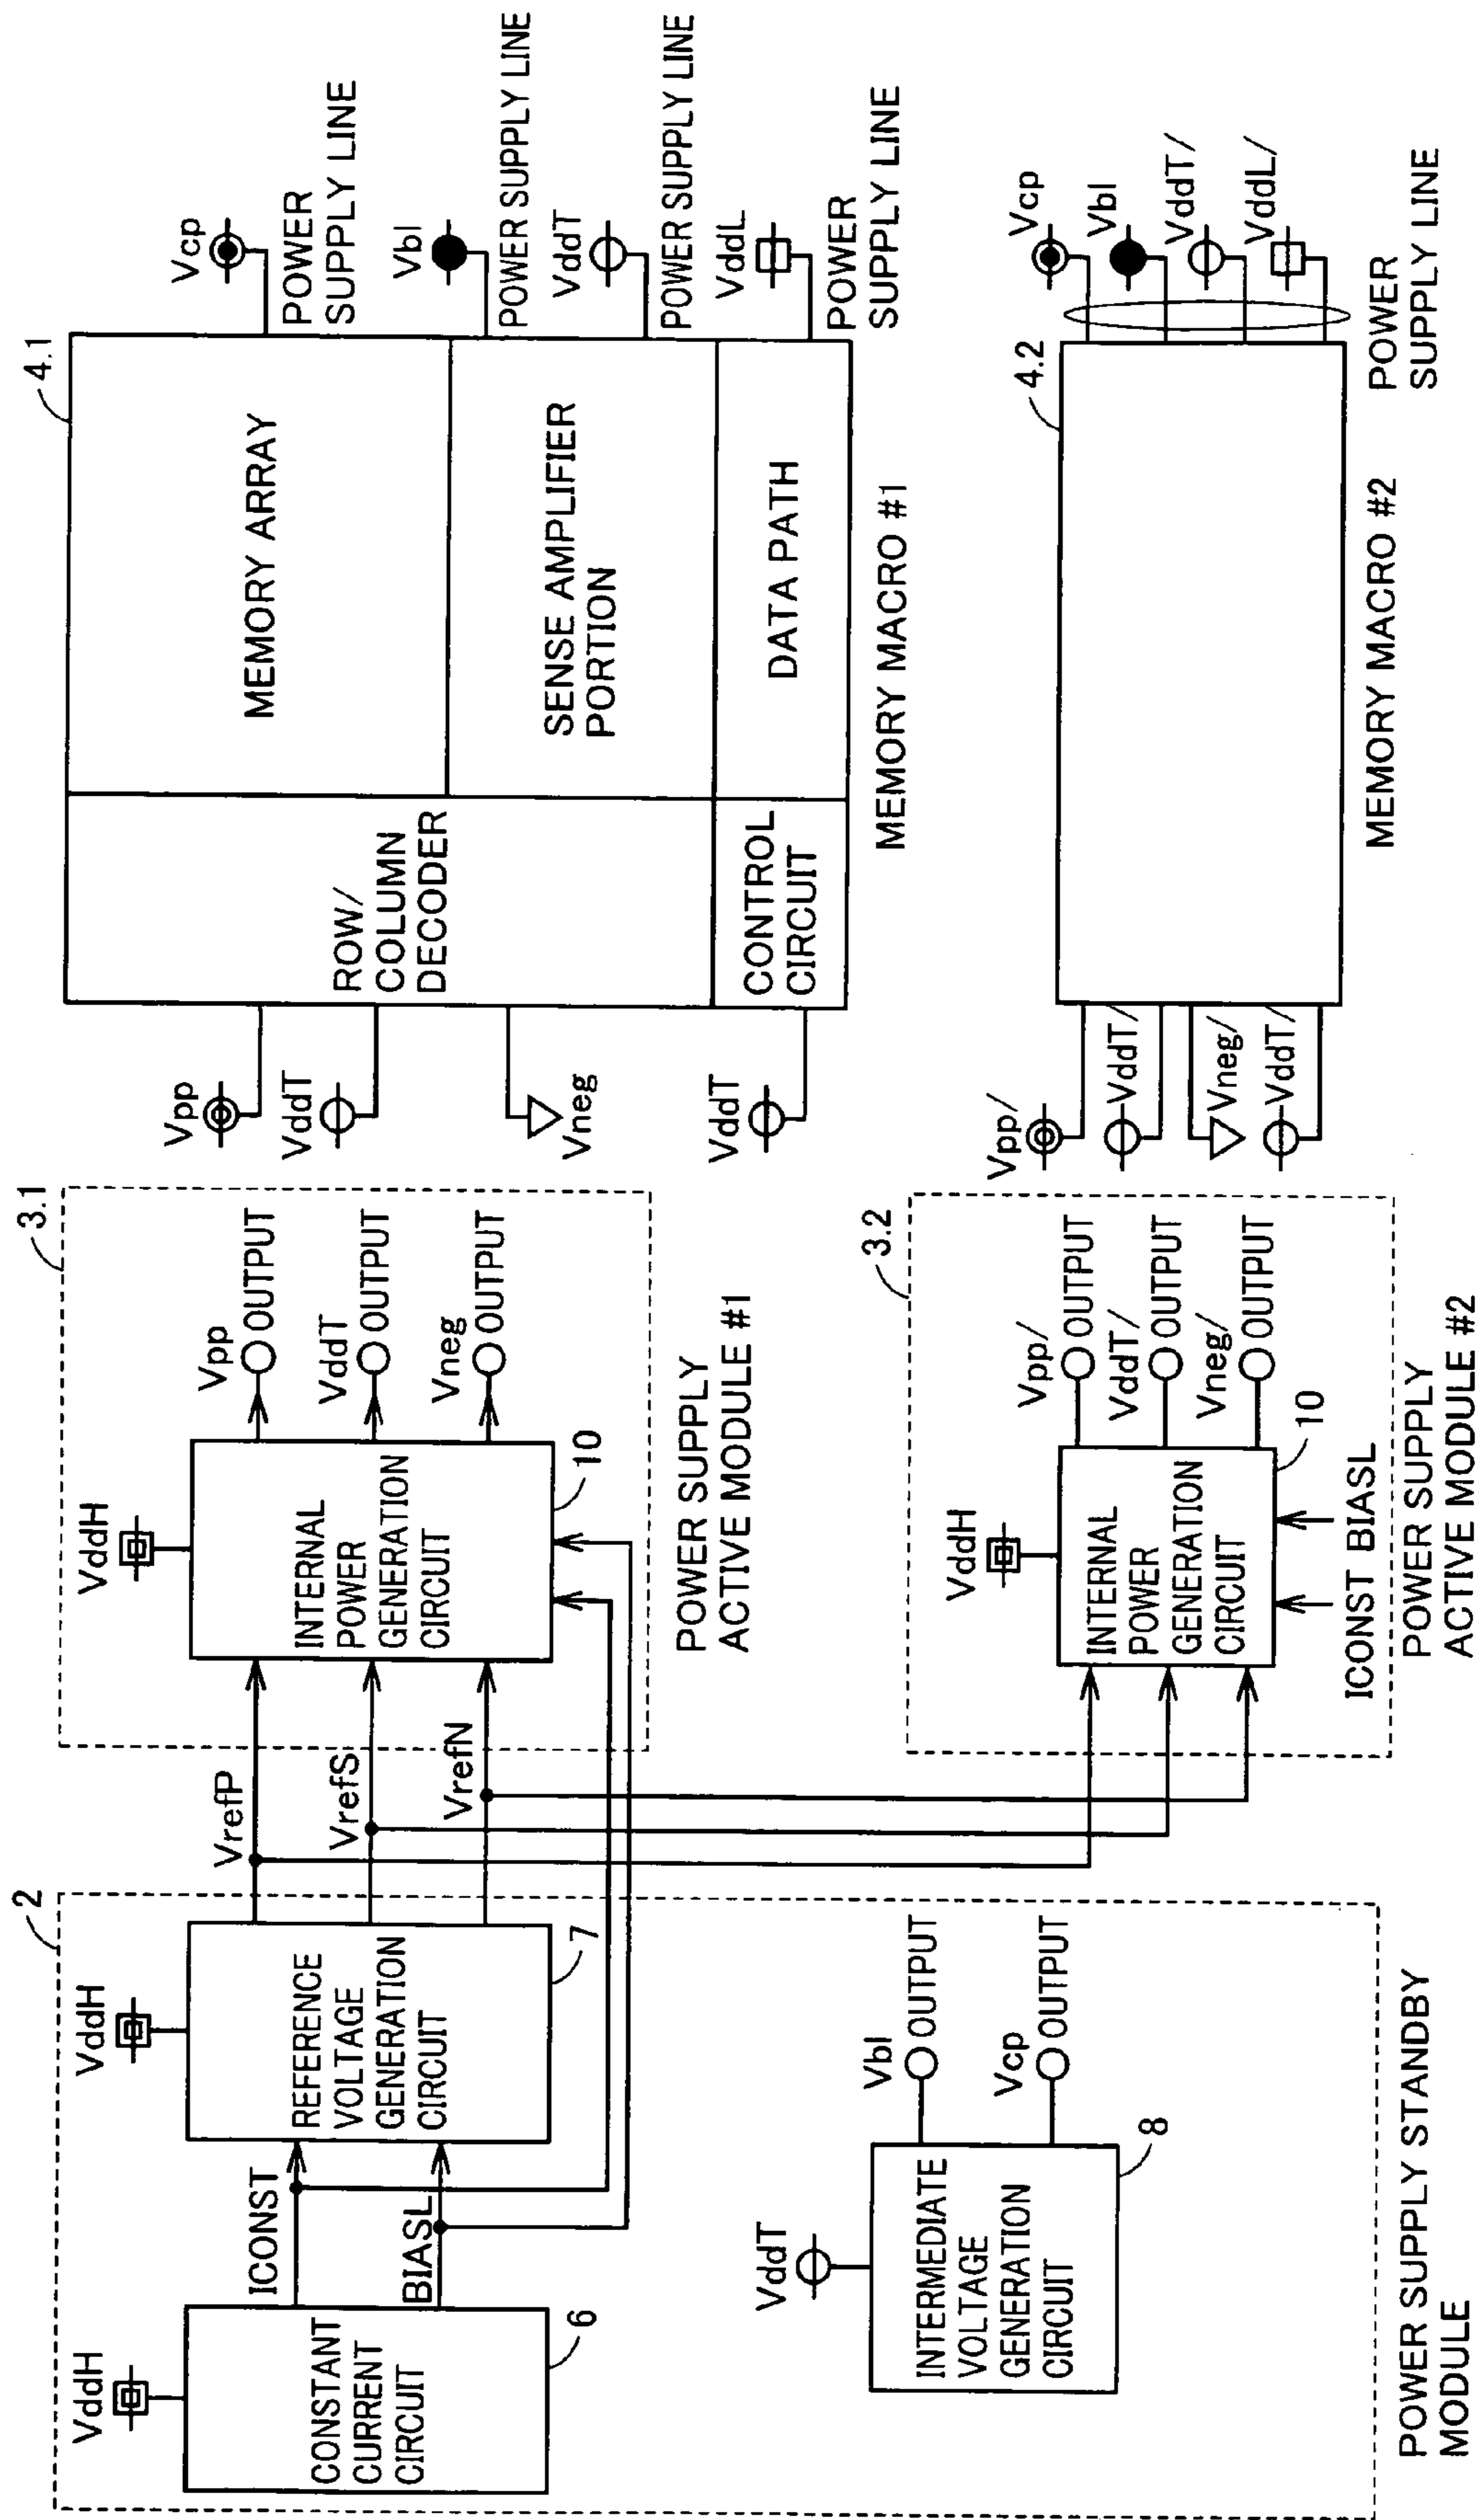 2
VddH
CONSTANT
CURRENT
CIRCUIT
6
ICONST
BIASL
VddH
REFERENCE
VOLTAGE
GENERATION
CIRCUIT
7
VddT
INTERMEDIATE
VOLTAGE
GENERATION
CIRCUIT
8
Vbl
OUTPUT
Vcp
OUTPUT
POWER SUPPLY STANDBY
MODULE
VrefP
VrefS
VrefN
3.1
VddH
INTERNAL
POWER
GENERATION
CIRCUIT
10
Vpp
OUTPUT
VddT
OUTPUT
Vneg
OUTPUT
POWER SUPPLY
ACTIVE MODULE #1
3.2
VddH
INTERNAL
POWER
GENERATION
CIRCUIT
10
Vpp/
OUTPUT
VddT/
OUTPUT
Vneg/
OUTPUT
ICONST BIASL
POWER SUPPLY
ACTIVE MODULE #2
4.1
Vpp
VddT
Vneg
VddT
ROW/
COLUMN
DECODER
CONTROL
CIRCUIT
MEMORY ARRAY
SENSE AMPLIFIER
PORTION
DATA PATH
Vcp
POWER
SUPPLY LINE
Vbl
POWER SUPPLY LINE
VddT
POWER SUPPLY LINE
VddL
POWER
SUPPLY LINE
MEMORY MACRO #1
4.2
Vpp/
VddT/
Vneg/
VddT/
Vcp
Vbl
VddT/
VddL/
POWER
SUPPLY LINE
MEMORY MACRO #2